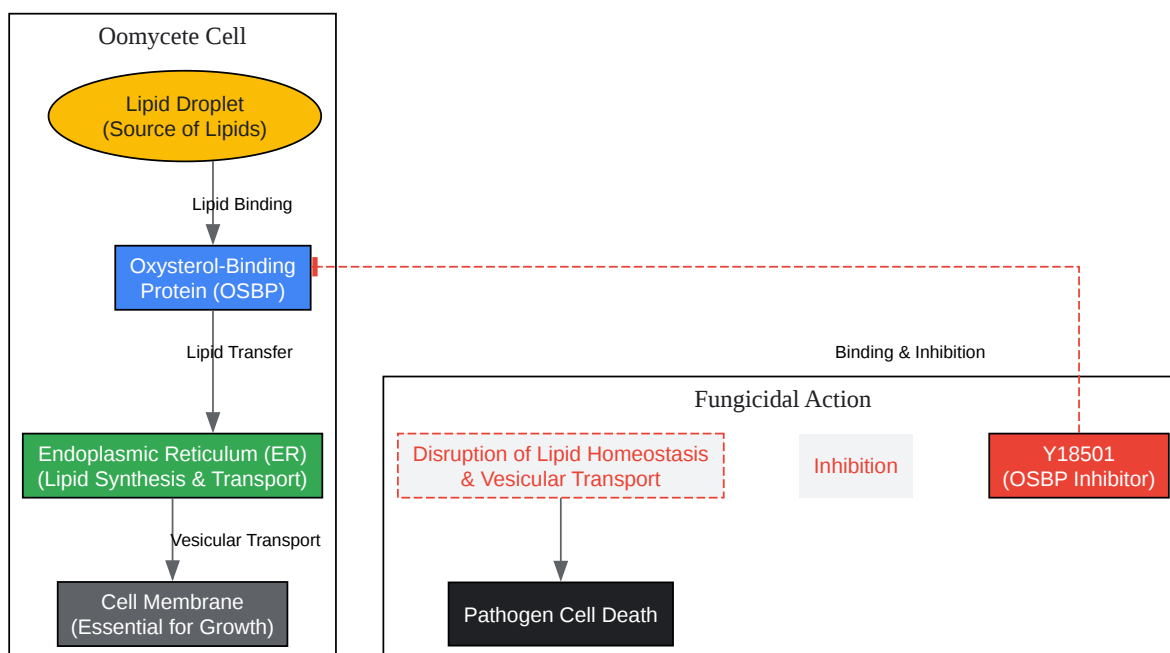 Oomycete Cell
Lipid Droplet
(Source of Lipids)
Lipid Binding
Oxysterol-Binding
Protein (OSBP)
Lipid Transfer
Endoplasmic Reticulum (ER)
(Lipid Synthesis & Transport)
Vesicular Transport
Cell Membrane
(Essential for Growth)
Binding & Inhibition
Fungicidal Action
Disruption of Lipid Homeostasis
& Vesicular Transport
Inhibition
Y18501
(OSBP Inhibitor)
Pathogen Cell Death